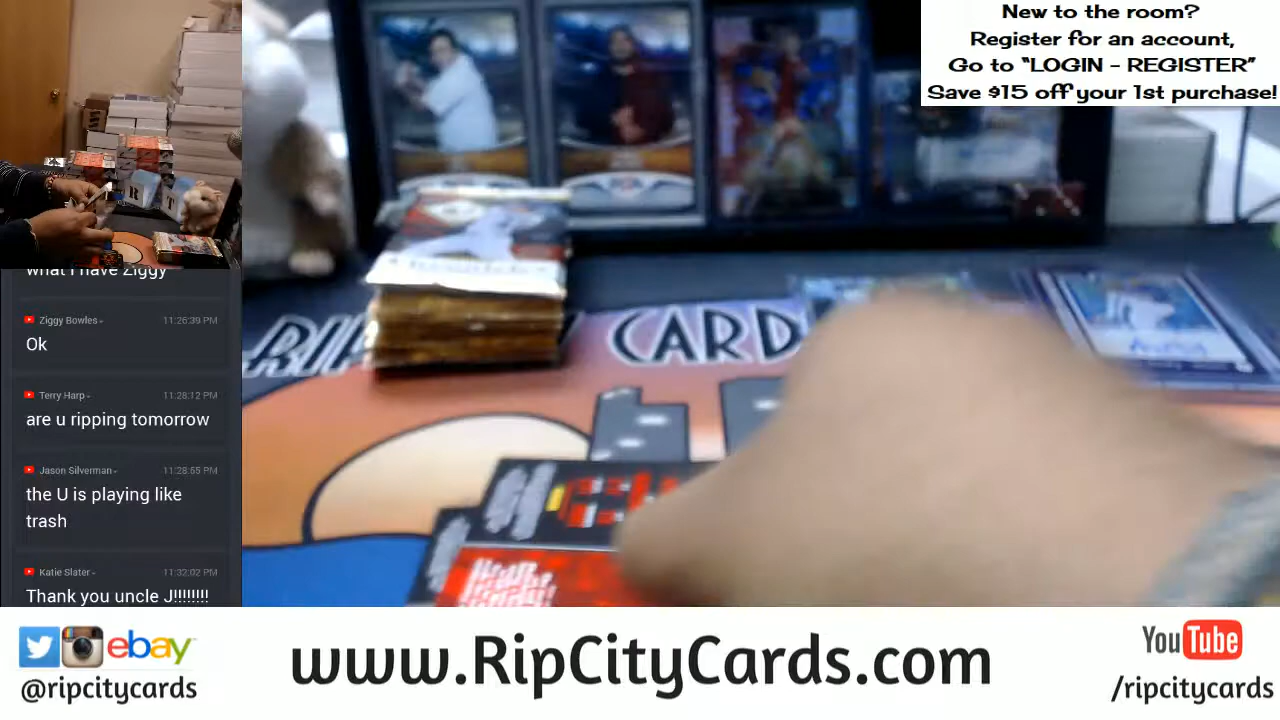 New to the room?
Register for an account,
Go to “LOGIN - REGISTER”
Save $15 off your 1st purchase!
what I have Ziggy
Ziggy Bowles
11:26:39 PM
Ok
Terry Harp
11:28:12 PM
are u ripping tomorrow
Jason Silverman
11:28:55 PM
the U is playing like
trash
Katie Slater
11:32:02 PM
Thank you uncle J!!!!!!!!
RIP
CARD
ebay
@ripcitycards
www.RipCityCards.com
YouTube
/ripcitycards